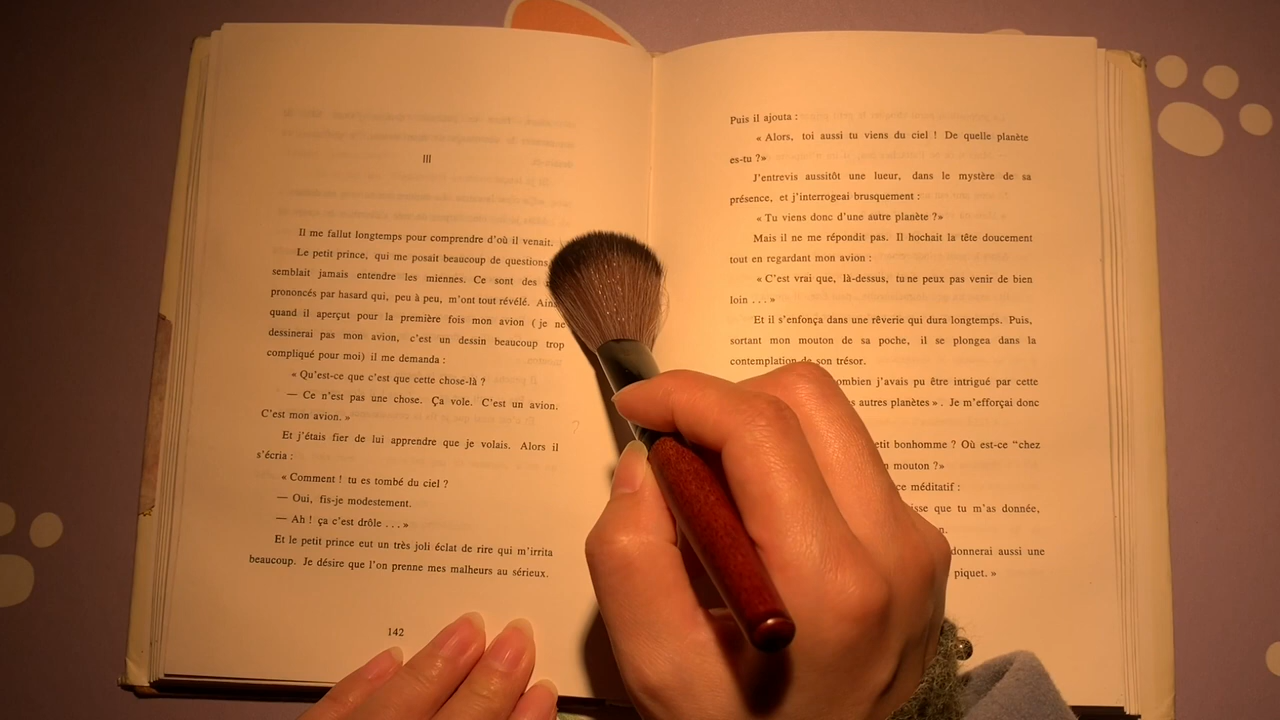 III
Il me fallut longtemps pour comprendre d'où il venait.
Le petit prince, qui me posait beaucoup de questions,
semblait jamais entendre les miennes. Ce sont des
prononcés par hasard qui, peu à peu, m'ont tout révélé. Ains
quand il aperçut pour la première fois mon avion (je ne
dessinerai pas mon avion, c'est un dessin beaucoup trop
compliqué pour moi) il me demanda :
« Qu'est-ce que c'est que cette chose-là ?
— Ce n'est pas une chose. Ça vole. C'est un avion.
C'est mon avion. »
Et j'étais fier de lui apprendre que je volais. Alors il
s'écria :
« Comment ! tu es tombé du ciel ?
— Oui, fis-je modestement.
— Ah ! ça c'est drôle . . . »
Et le petit prince eut un très joli éclat de rire qui m'irrita
beaucoup. Je désire que l'on prenne mes malheurs au sérieux.
142
Puis il ajouta :
« Alors, toi aussi tu viens du ciel ! De quelle planète
es-tu ?»
J'entrevis aussitôt une lueur, dans le mystère de sa
présence, et j'interrogeai brusquement :
« Tu viens donc d'une autre planète ?»
Mais il ne me répondit pas. Il hochait la tête doucement
tout en regardant mon avion :
« C'est vrai que, là-dessus, tu ne peux pas venir de bien
loin . . . »
Et il s'enfonça dans une rêverie qui dura longtemps. Puis,
sortant mon mouton de sa poche, il se plongea dans la
contemplation de son trésor.
ombien j'avais pu être intrigué par cette
s autres planètes ». Je m'efforçai donc
etit bonhomme ? Où est-ce “chez
n mouton ?»
ce méditatif :
isse que tu m'as donnée,
n.
donnerai aussi une
piquet. »